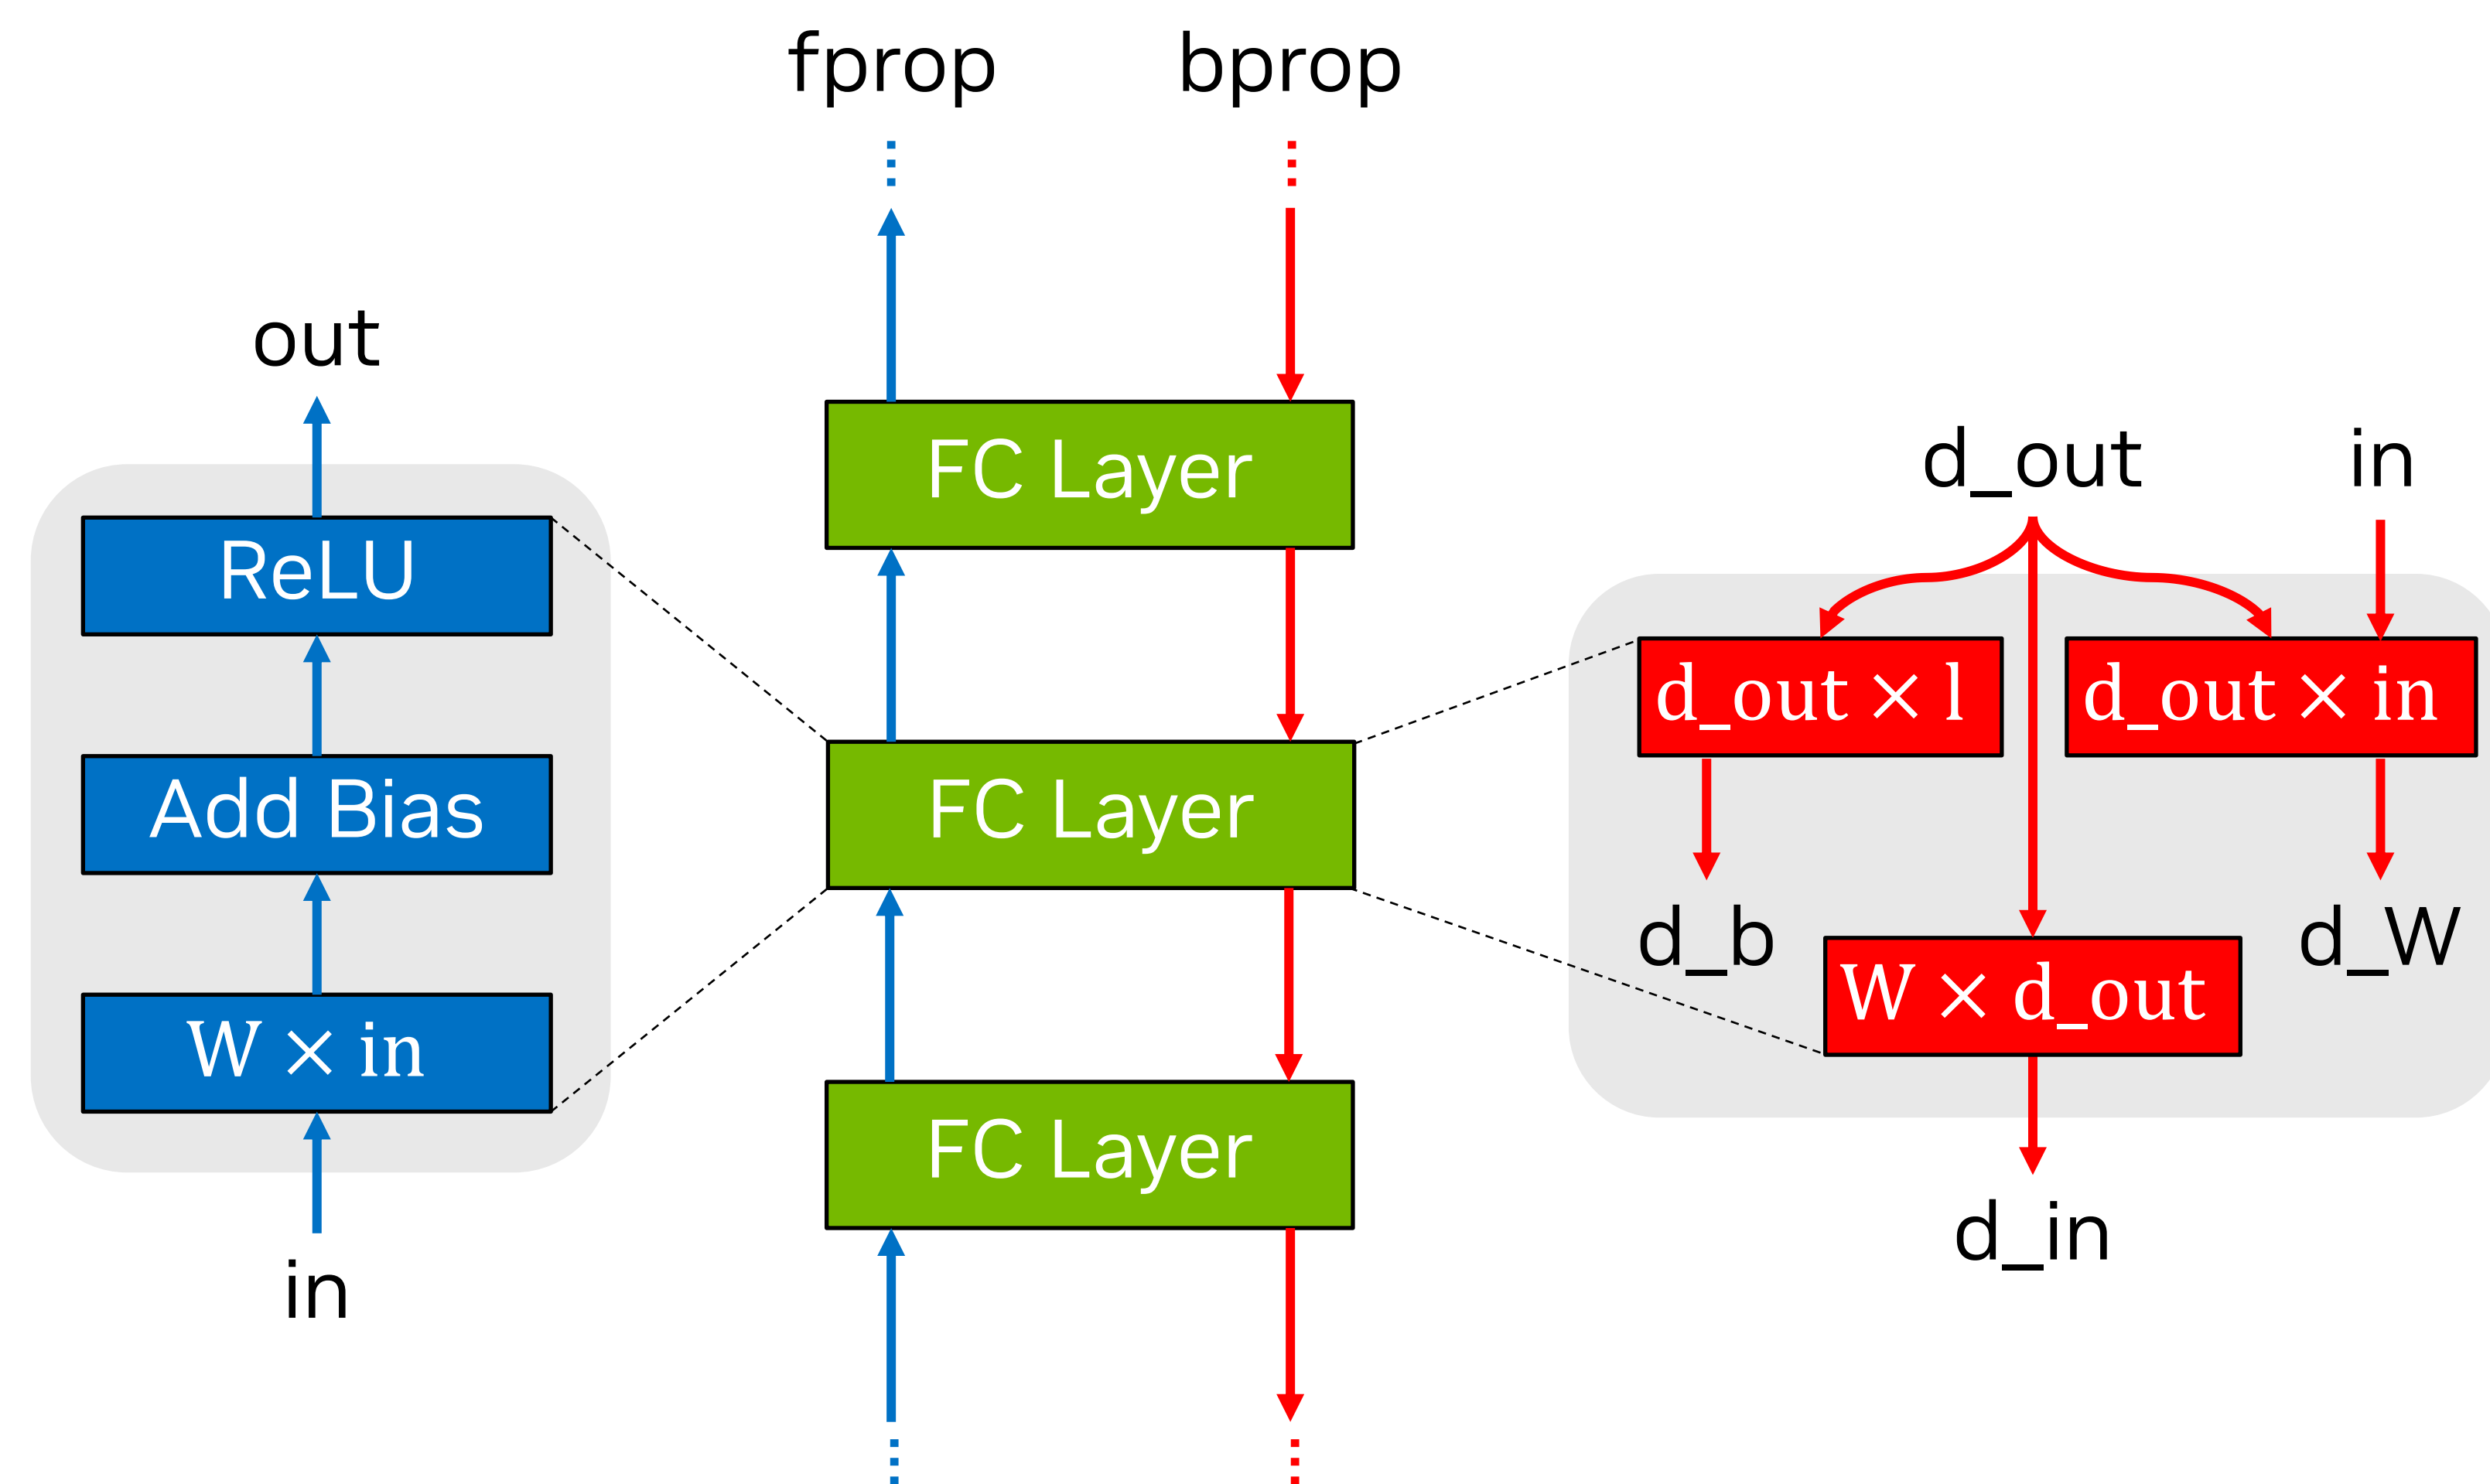 fprop
bprop
out
ReLU
Add Bias
W × in
in
FC Layer
FC Layer
FC Layer
d_out
in
d_out × l
d_out × in
d_b
d_W
W × d_out
d_in